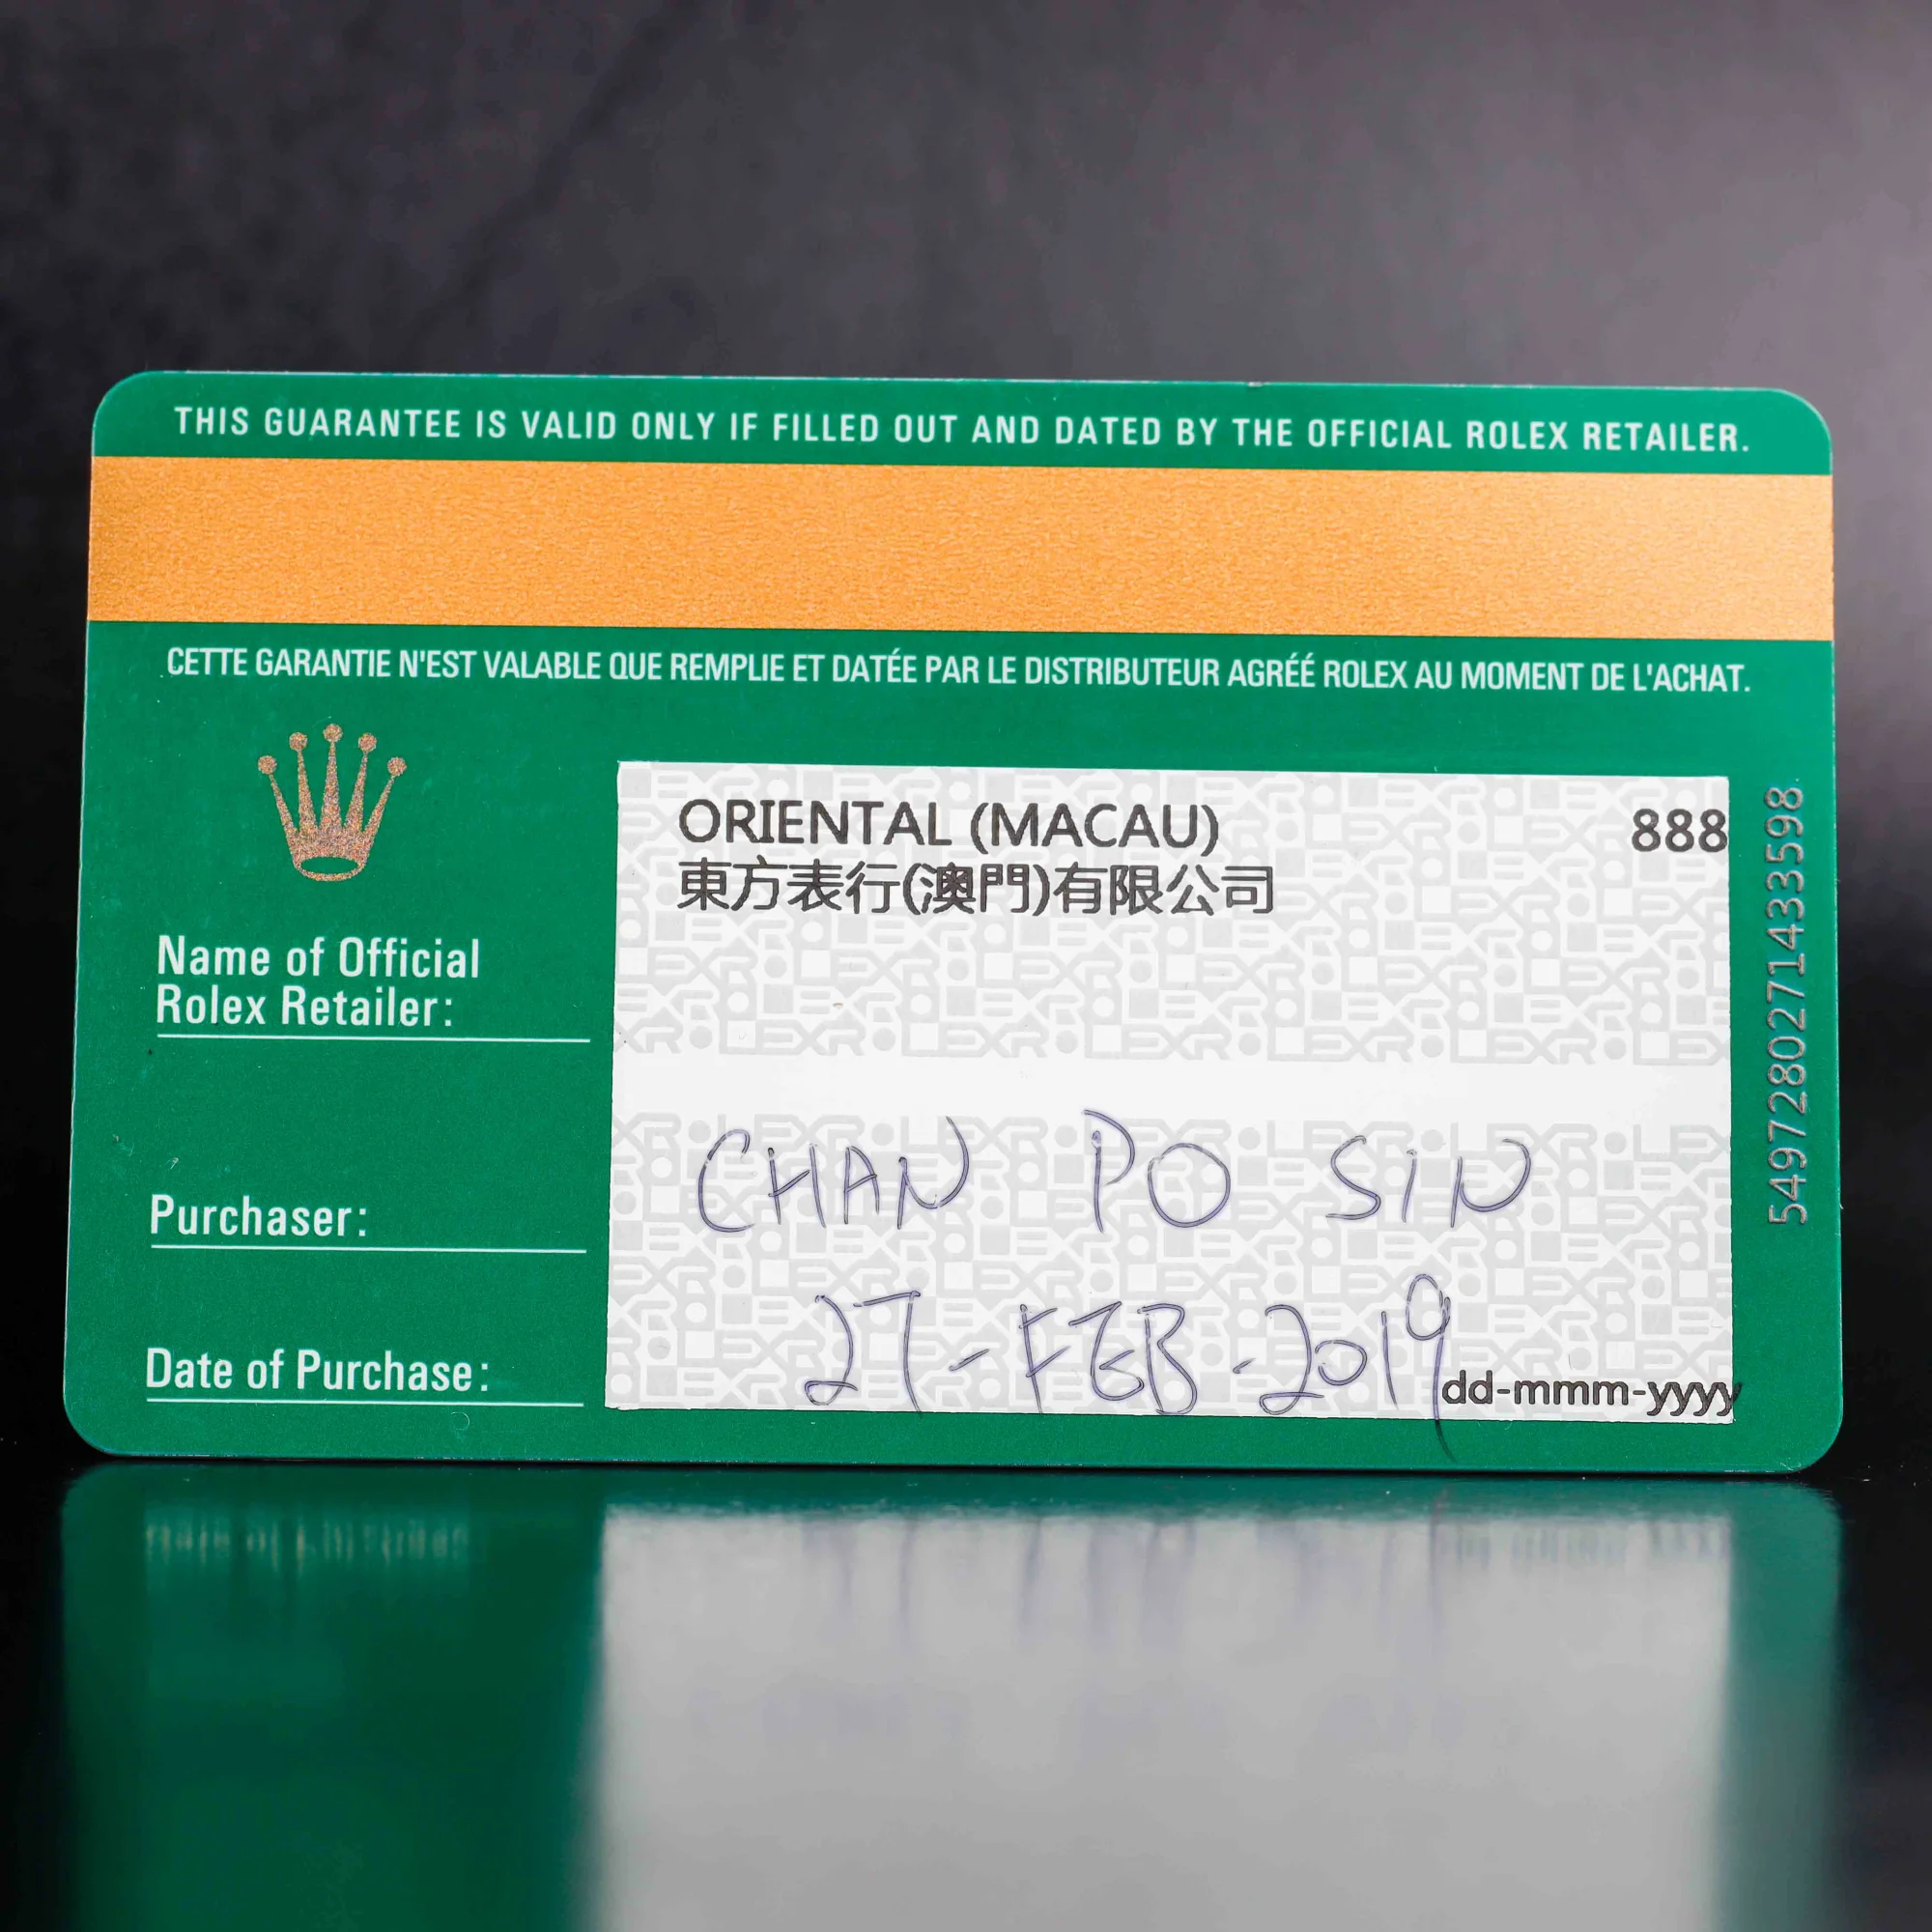 THIS GUARANTEE IS VALID ONLY IF FILLED OUT AND DATED BY THE OFFICIAL ROLEX RETAILER.
CETTE GARANTIE N'EST VALABLE QUE REMPLIE ET DATÉE PAR LE DISTRIBUTEUR AGRÉÉ ROLEX AU MOMENT DE L'ACHAT.
ORIENTAL (MACAU) 888
東方表行(澳門)有限公司
Name of Official
Rolex Retailer:
Purchaser: CHAN PO SIN
Date of Purchase: 27-FEB-2019
dd-mmm-yyyy
5497280271433598